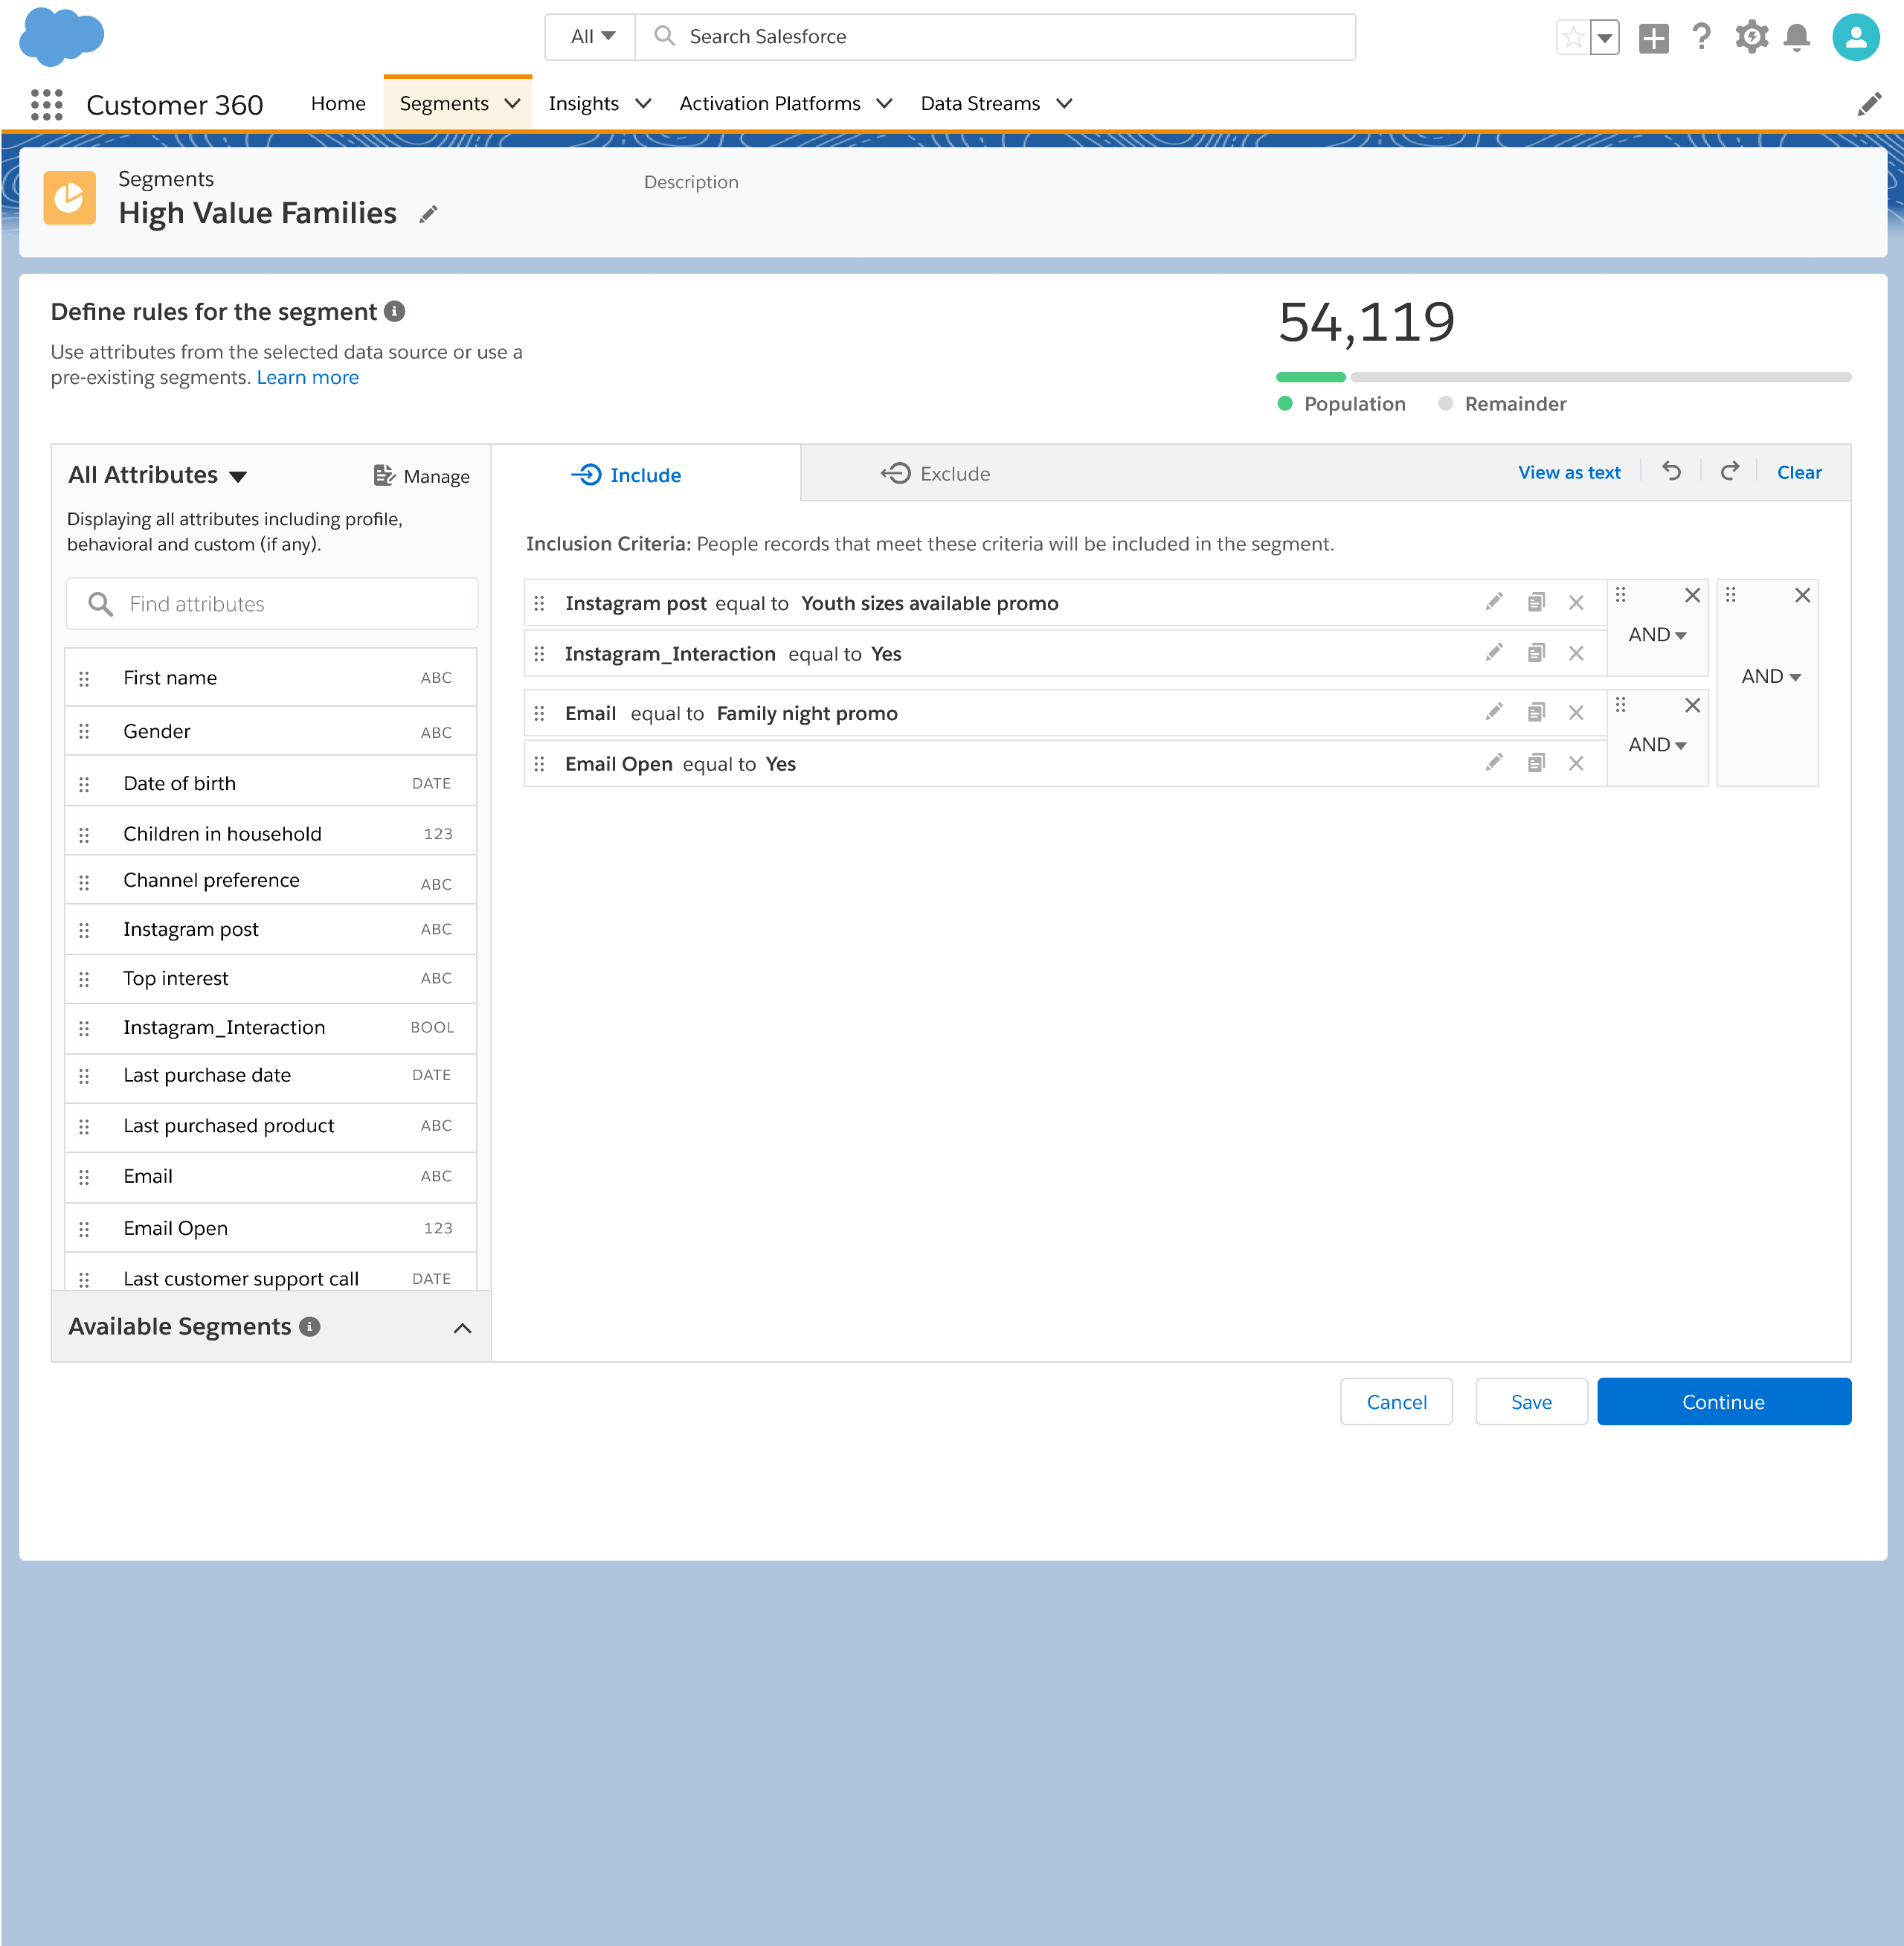 All
Search Salesforce
Customer 360
Home
Segments
Insights
Activation Platforms
Data Streams
Segments
High Value Families
Description
Define rules for the segment
Use attributes from the selected data source or use a
pre-existing segments. Learn more
54,119
Population
Remainder
All Attributes
Manage
Displaying all attributes including profile,
behavioral and custom (if any).
Find attributes
First name ABC
Gender ABC
Date of birth DATE
Children in household 123
Channel preference ABC
Instagram post ABC
Top interest ABC
Instagram_Interaction BOOL
Last purchase date DATE
Last purchased product ABC
Email ABC
Email Open 123
Last customer support call DATE
Available Segments
Include
Exclude
View as text
Clear
Inclusion Criteria: People records that meet these criteria will be included in the segment.
Instagram post equal to Youth sizes available promo
Instagram_Interaction equal to Yes
AND
Email equal to Family night promo
Email Open equal to Yes
AND
AND
Cancel
Save
Continue